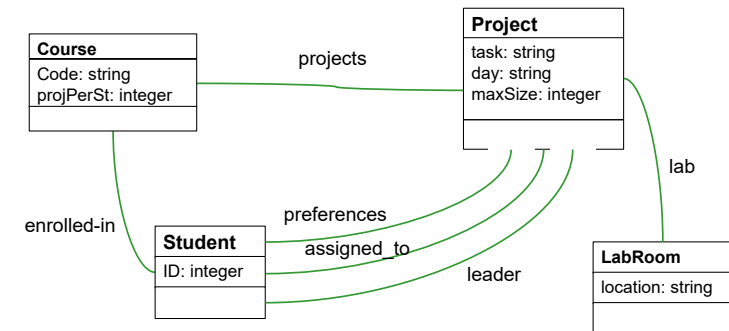 Project
task: string
day: string
maxSize: integer
Course
Code: string
projPerSt: integer
projects
lab
enrolled-in
preferences
assigned_to
leader
Student
ID: integer
LabRoom
location: string